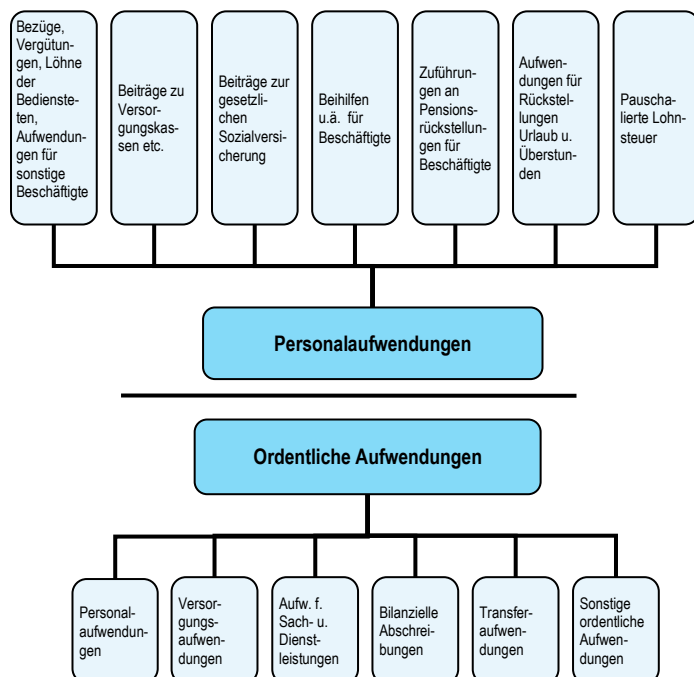 Bezüge,
Vergütun-
gen, Löhne
der
Bedienste-
ten,
Aufwendun-
gen für
sonstige
Beschäftigte
Beiträge zu
Versor-
gungskas-
sen etc.
Beiträge zur
gesetzli-
chen
Sozialversi-
cherung
Beihilfen
u.ä. für
Beschäftigte
Zuführun-
gen an
Pensions-
rückstellun-
gen für
Beschäftigte
Aufwen-
dungen für
Rückstel-
lungen
Urlaub u.
Überstun-
den
Pauscha-
lierte Lohn-
steuer
Personalaufwendungen
Ordentliche Aufwendungen
Personal-
aufwendun-
gen
Versor-
gungs-
aufwen-
dungen
Aufw. f.
Sach- u.
Dienst-
leistungen
Bilanzielle
Abschrei-
bungen
Transfer-
aufwen-
dungen
Sonstige
ordentliche
Aufwen-
dungen